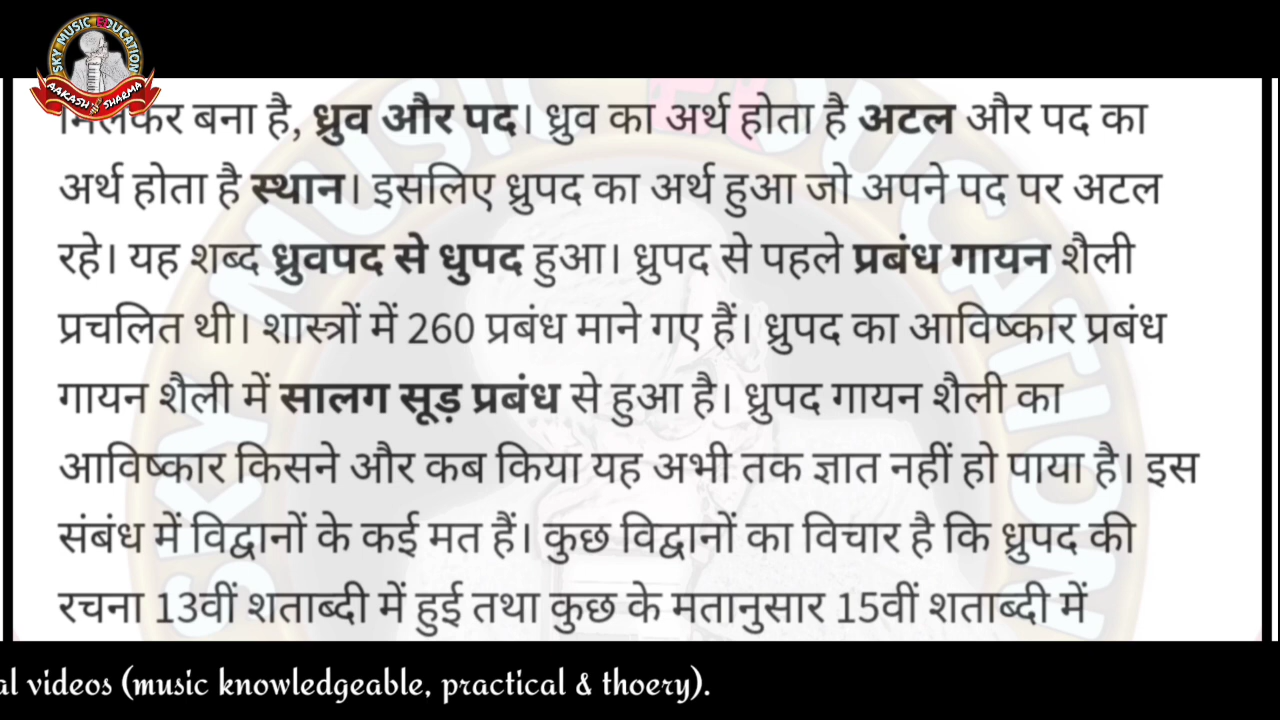 SKY MUSIC EDUCATION
AAKASH SHARMA
मिलकर बना है, ध्रुव और पद। ध्रुव का अर्थ होता है अटल और पद का
अर्थ होता है स्थान। इसलिए ध्रुपद का अर्थ हुआ जो अपने पद पर अटल
रहे। यह शब्द ध्रुवपद से धुपद हुआ। ध्रुपद से पहले प्रबंध गायन शैली
प्रचलित थी। शास्त्रों में 260 प्रबंध माने गए हैं। ध्रुपद का आविष्कार प्रबंध
गायन शैली में सालग सूड़ प्रबंध से हुआ है। ध्रुपद गायन शैली का
आविष्कार किसने और कब किया यह अभी तक ज्ञात नहीं हो पाया है। इस
संबंध में विद्वानों के कई मत हैं। कुछ विद्वानों का विचार है कि ध्रुपद की
रचना 13वीं शताब्दी में हुई तथा कुछ के मतानुसार 15वीं शताब्दी में
SKY MUSIC EDUCATION
al videos (music knowledgeable, practical & thoery).